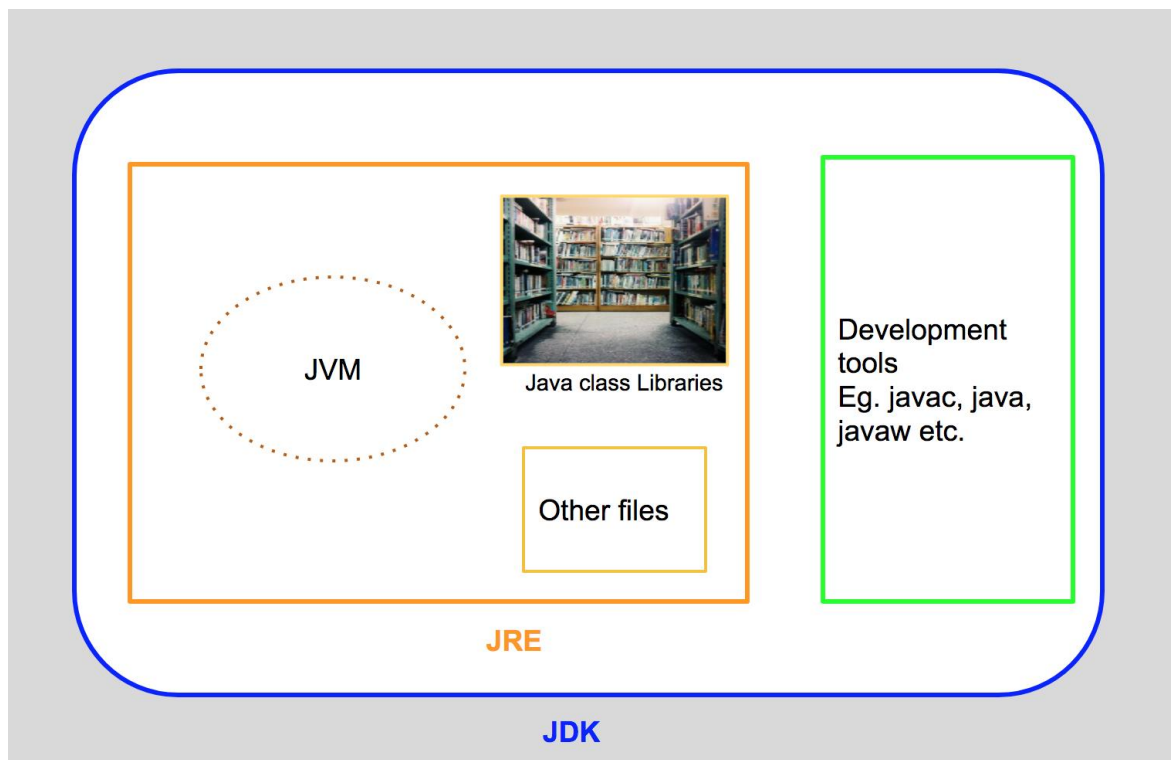 JVM
Java class Libraries
Other files
Development
tools
Eg. javac, java,
javaw etc.
JRE
JDK